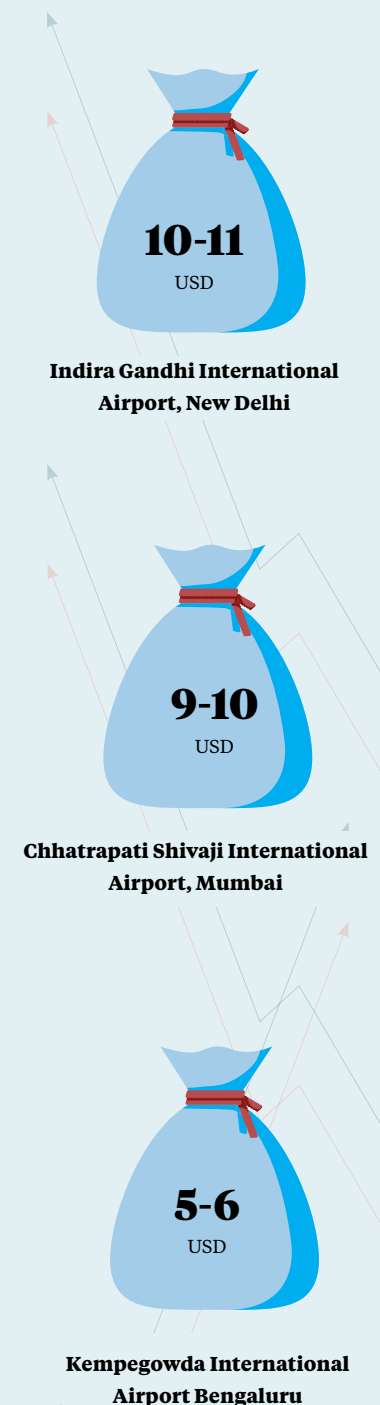 10-11
USD
Indira Gandhi International
Airport, New Delhi
9-10
USD
Chhatrapati Shivaji International
Airport, Mumbai
5-6
USD
Kempegowda International
Airport Bengaluru